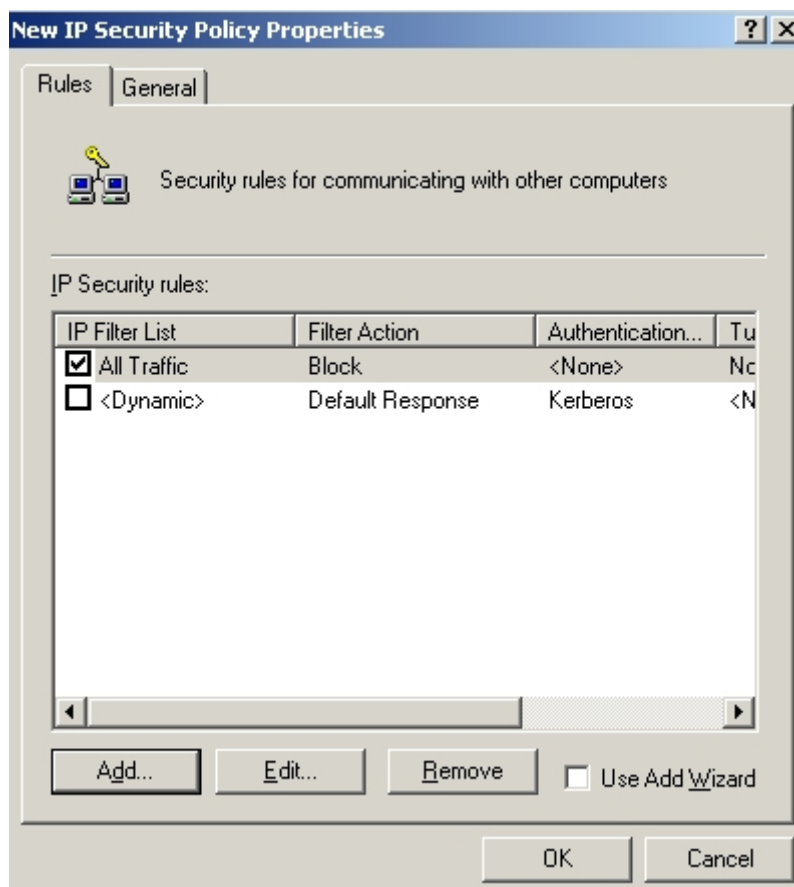 New IP Security Policy Properties
Rules General
Security rules for communicating with other computers
IP Security rules:
IP Filter List Filter Action Authentication... Tu
All Traffic Block <None> Nc
<Dynamic> Default Response Kerberos <N
Add... Edit... Remove Use Add Wizard
OK Cancel